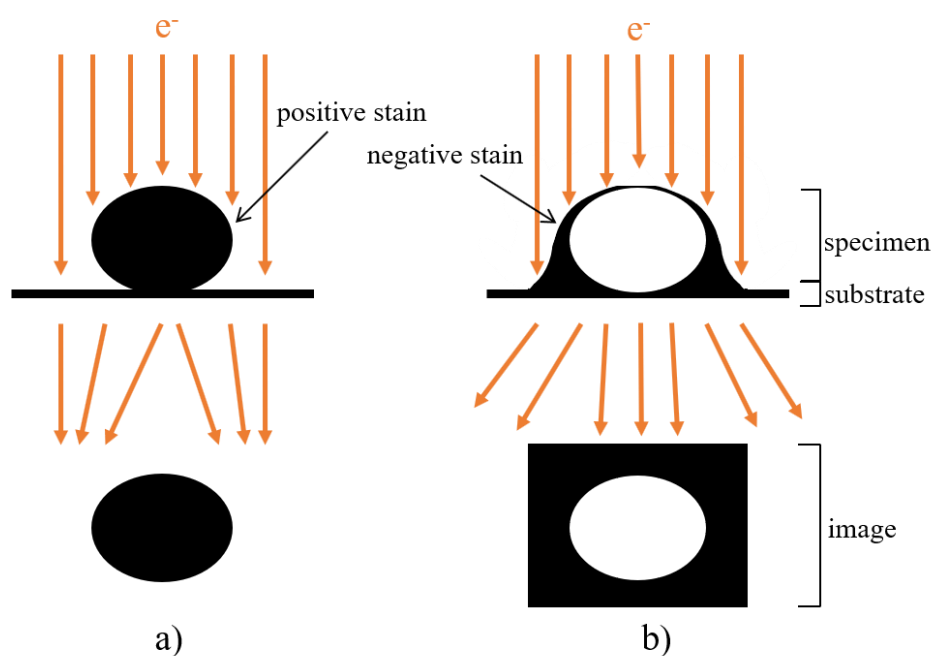 e-
e-
positive stain
negative stain
specimen
substrate
image
a)
b)